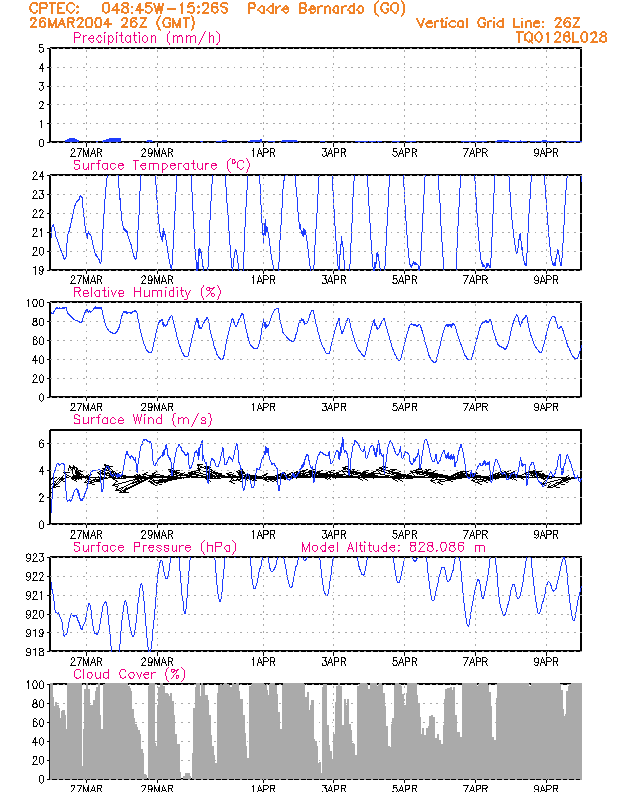 CPTEC: 048:45W-15:26S Padre Bernardo (GO)
26MAR2004 26Z (GMT) Vertical Grid Line: 26Z
Precipitation (mm/h) TQ0126L028
5
4
3
2
1
0
27MAR 29MAR 1APR 3APR 5APR 7APR 9APR
Surface Temperature (ºC)
24
23
22
21
20
19
27MAR 29MAR 1APR 3APR 5APR 7APR 9APR
Relative Humidity (%)
100
80
60
40
20
0
27MAR 29MAR 1APR 3APR 5APR 7APR 9APR
Surface Wind (m/s)
6
4
2
0
27MAR 29MAR 1APR 3APR 5APR 7APR 9APR
Surface Pressure (hPa) Model Altitude: 828.086 m
923
922
921
920
919
918
27MAR 29MAR 1APR 3APR 5APR 7APR 9APR
Cloud Cover (%)
100
80
60
40
20
0
27MAR 29MAR 1APR 3APR 5APR 7APR 9APR